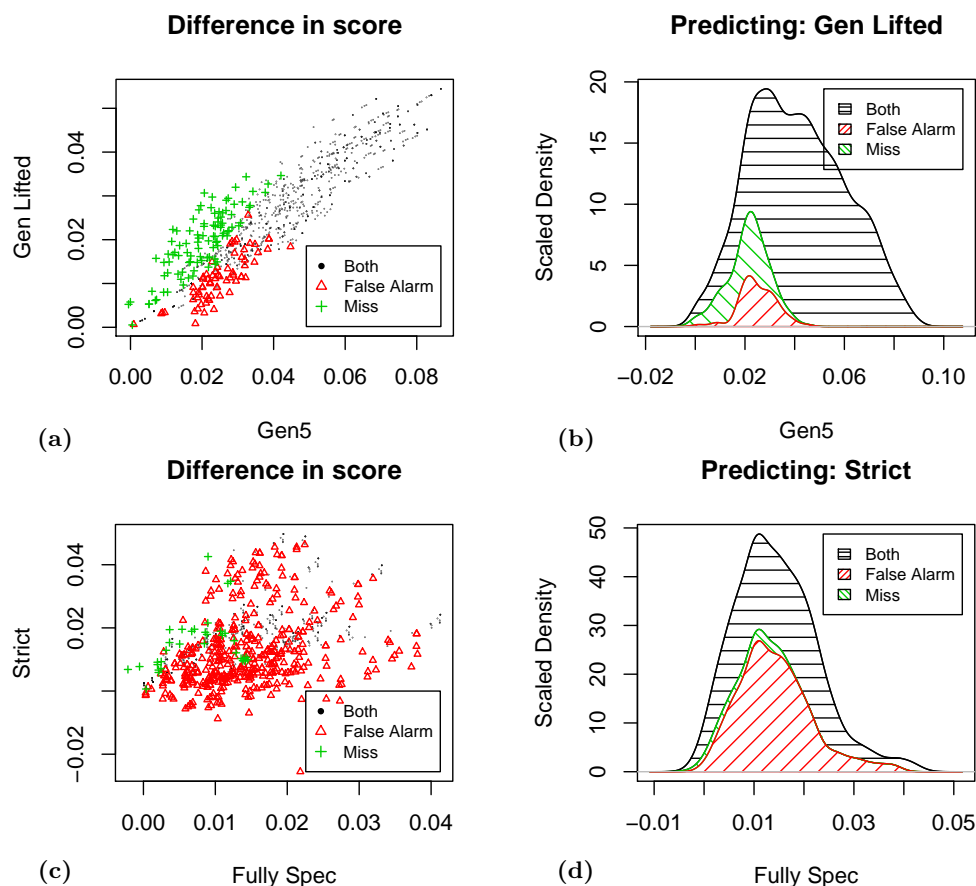 Difference in score
Gen Lifted
0.00 0.02 0.04
Both
False Alarm
Miss
0.00 0.02 0.04 0.06 0.08
Gen5
(a)
Predicting: Gen Lifted
Scaled Density
0 5 10 15 20
Both
False Alarm
Miss
−0.02 0.02 0.06 0.10
Gen5
(b)
Difference in score
Strict
−0.02 0.02 0.04
Both
False Alarm
Miss
0.00 0.01 0.02 0.03 0.04
Fully Spec
(c)
Predicting: Strict
Scaled Density
0 10 20 30 40 50
Both
False Alarm
Miss
−0.01 0.01 0.03 0.05
Fully Spec
(d)